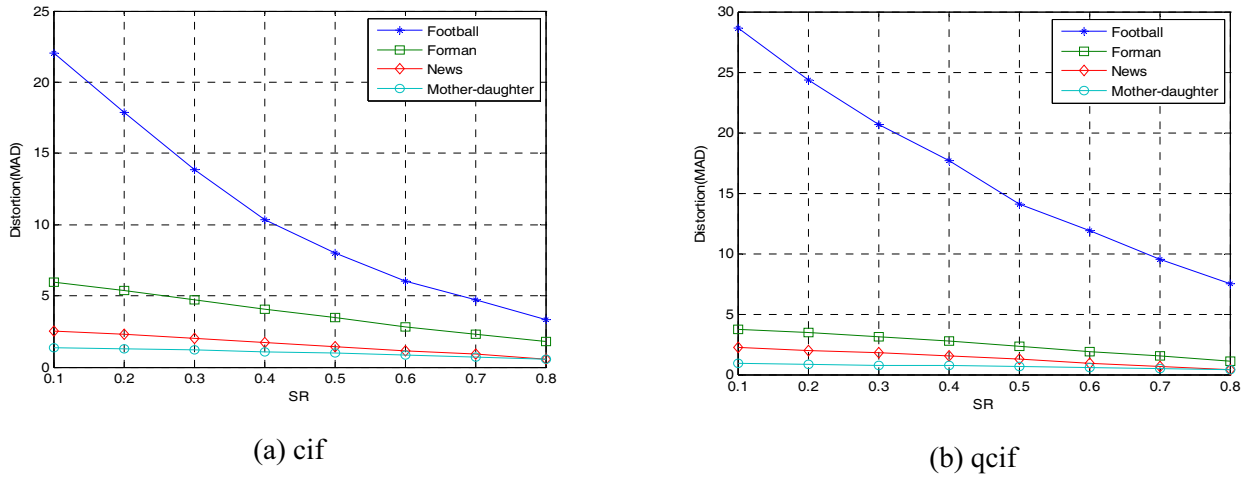 25
20
15
10
5
0
Distortion(MAD)
0.1 0.2 0.3 0.4 0.5 0.6 0.7 0.8
SR
Football
Forman
News
Mother-daughter
(a) cif
30
25
20
15
10
5
0
Distortion(MAD)
0.1 0.2 0.3 0.4 0.5 0.6 0.7 0.8
SR
Football
Forman
News
Mother-daughter
(b) qcif